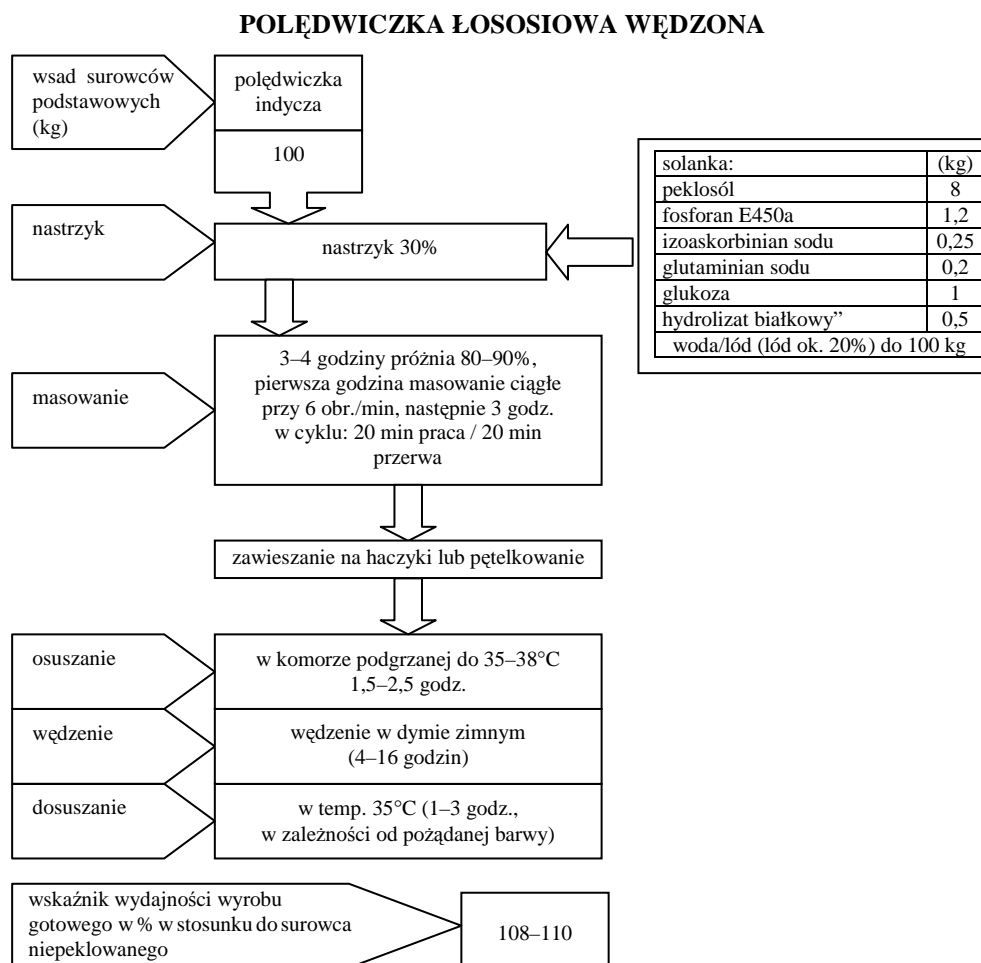 POLĘDWICZKA ŁOSOSIOWA WĘDZONA
wsad surowców
podstawowych
(kg)
polędwiczka
indycza
100
nastrzyk
nastrzyk 30%
solanka: (kg)
peklosól 8
fosforan E450a 1,2
izoaskorbinian sodu 0,25
glutaminian sodu 0,2
glukoza 1
hydrolizat białkowy” 0,5
woda/lód (lód ok. 20%) do 100 kg
masowanie
3–4 godziny próżnia 80–90%,
pierwsza godzina masowanie ciągłe
przy 6 obr./min, następnie 3 godz.
w cyklu: 20 min praca / 20 min
przerwa
zawieszanie na haczyki lub pętelkowanie
osuszanie
w komorze podgrzanej do 35–38°C
1,5–2,5 godz.
wędzenie
wędzenie w dymie zimnym
(4–16 godzin)
dosuszanie
w temp. 35°C (1–3 godz.,
w zależności od pożądanej barwy)
wskaźnik wydajności wyrobu
gotowego w % w stosunku do surowca
niepeklowanego
108–110